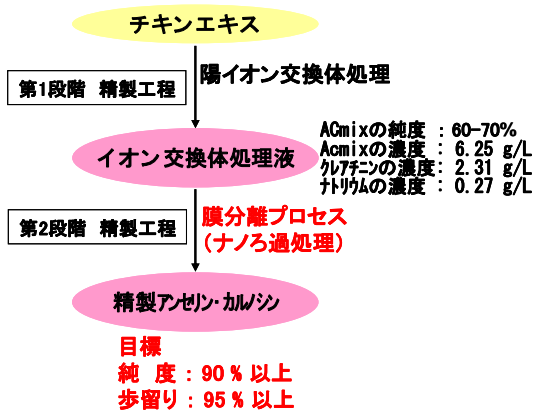 チキンエキス
陽イオン交換体処理
第1段階 精製工程
イオン交換体処理液
ACmixの純度 : 60-70%
Acmixの濃度 : 6.25 g/L
クレアチニンの濃度: 2.31 g/L
ナトリウムの濃度 : 0.27 g/L
膜分離プロセス
(ナノろ過処理)
第2段階 精製工程
精製アンセリン・カルノシン
目標
純 度 : 90 % 以上
歩留り : 95 % 以上